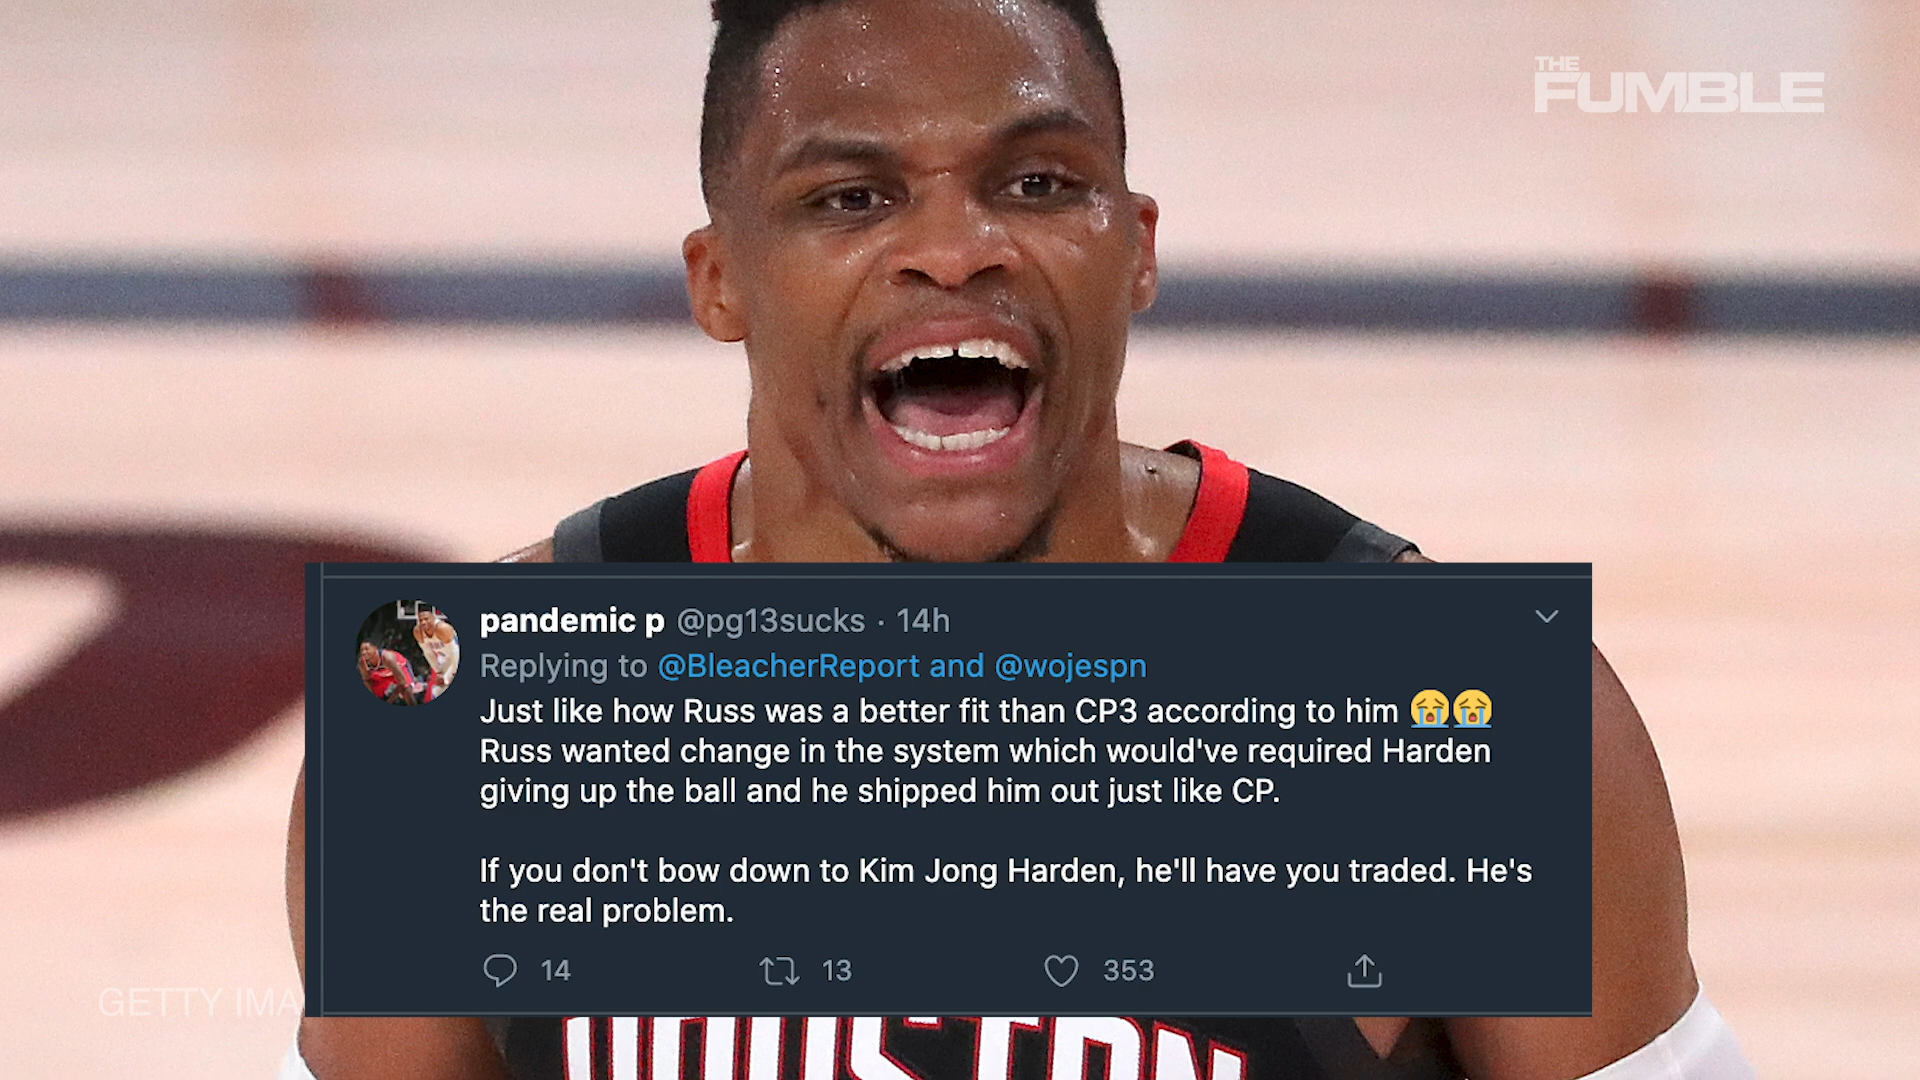 THE
FUMBLE
pandemic p @pg13sucks · 14h
Replying to @BleacherReport and @wojespn
Just like how Russ was a better fit than CP3 according to him 😭😭
Russ wanted change in the system which would've required Harden
giving up the ball and he shipped him out just like CP.
If you don't bow down to Kim Jong Harden, he'll have you traded. He's
the real problem.
14 13 353
GETTY IMA
HOUSTON